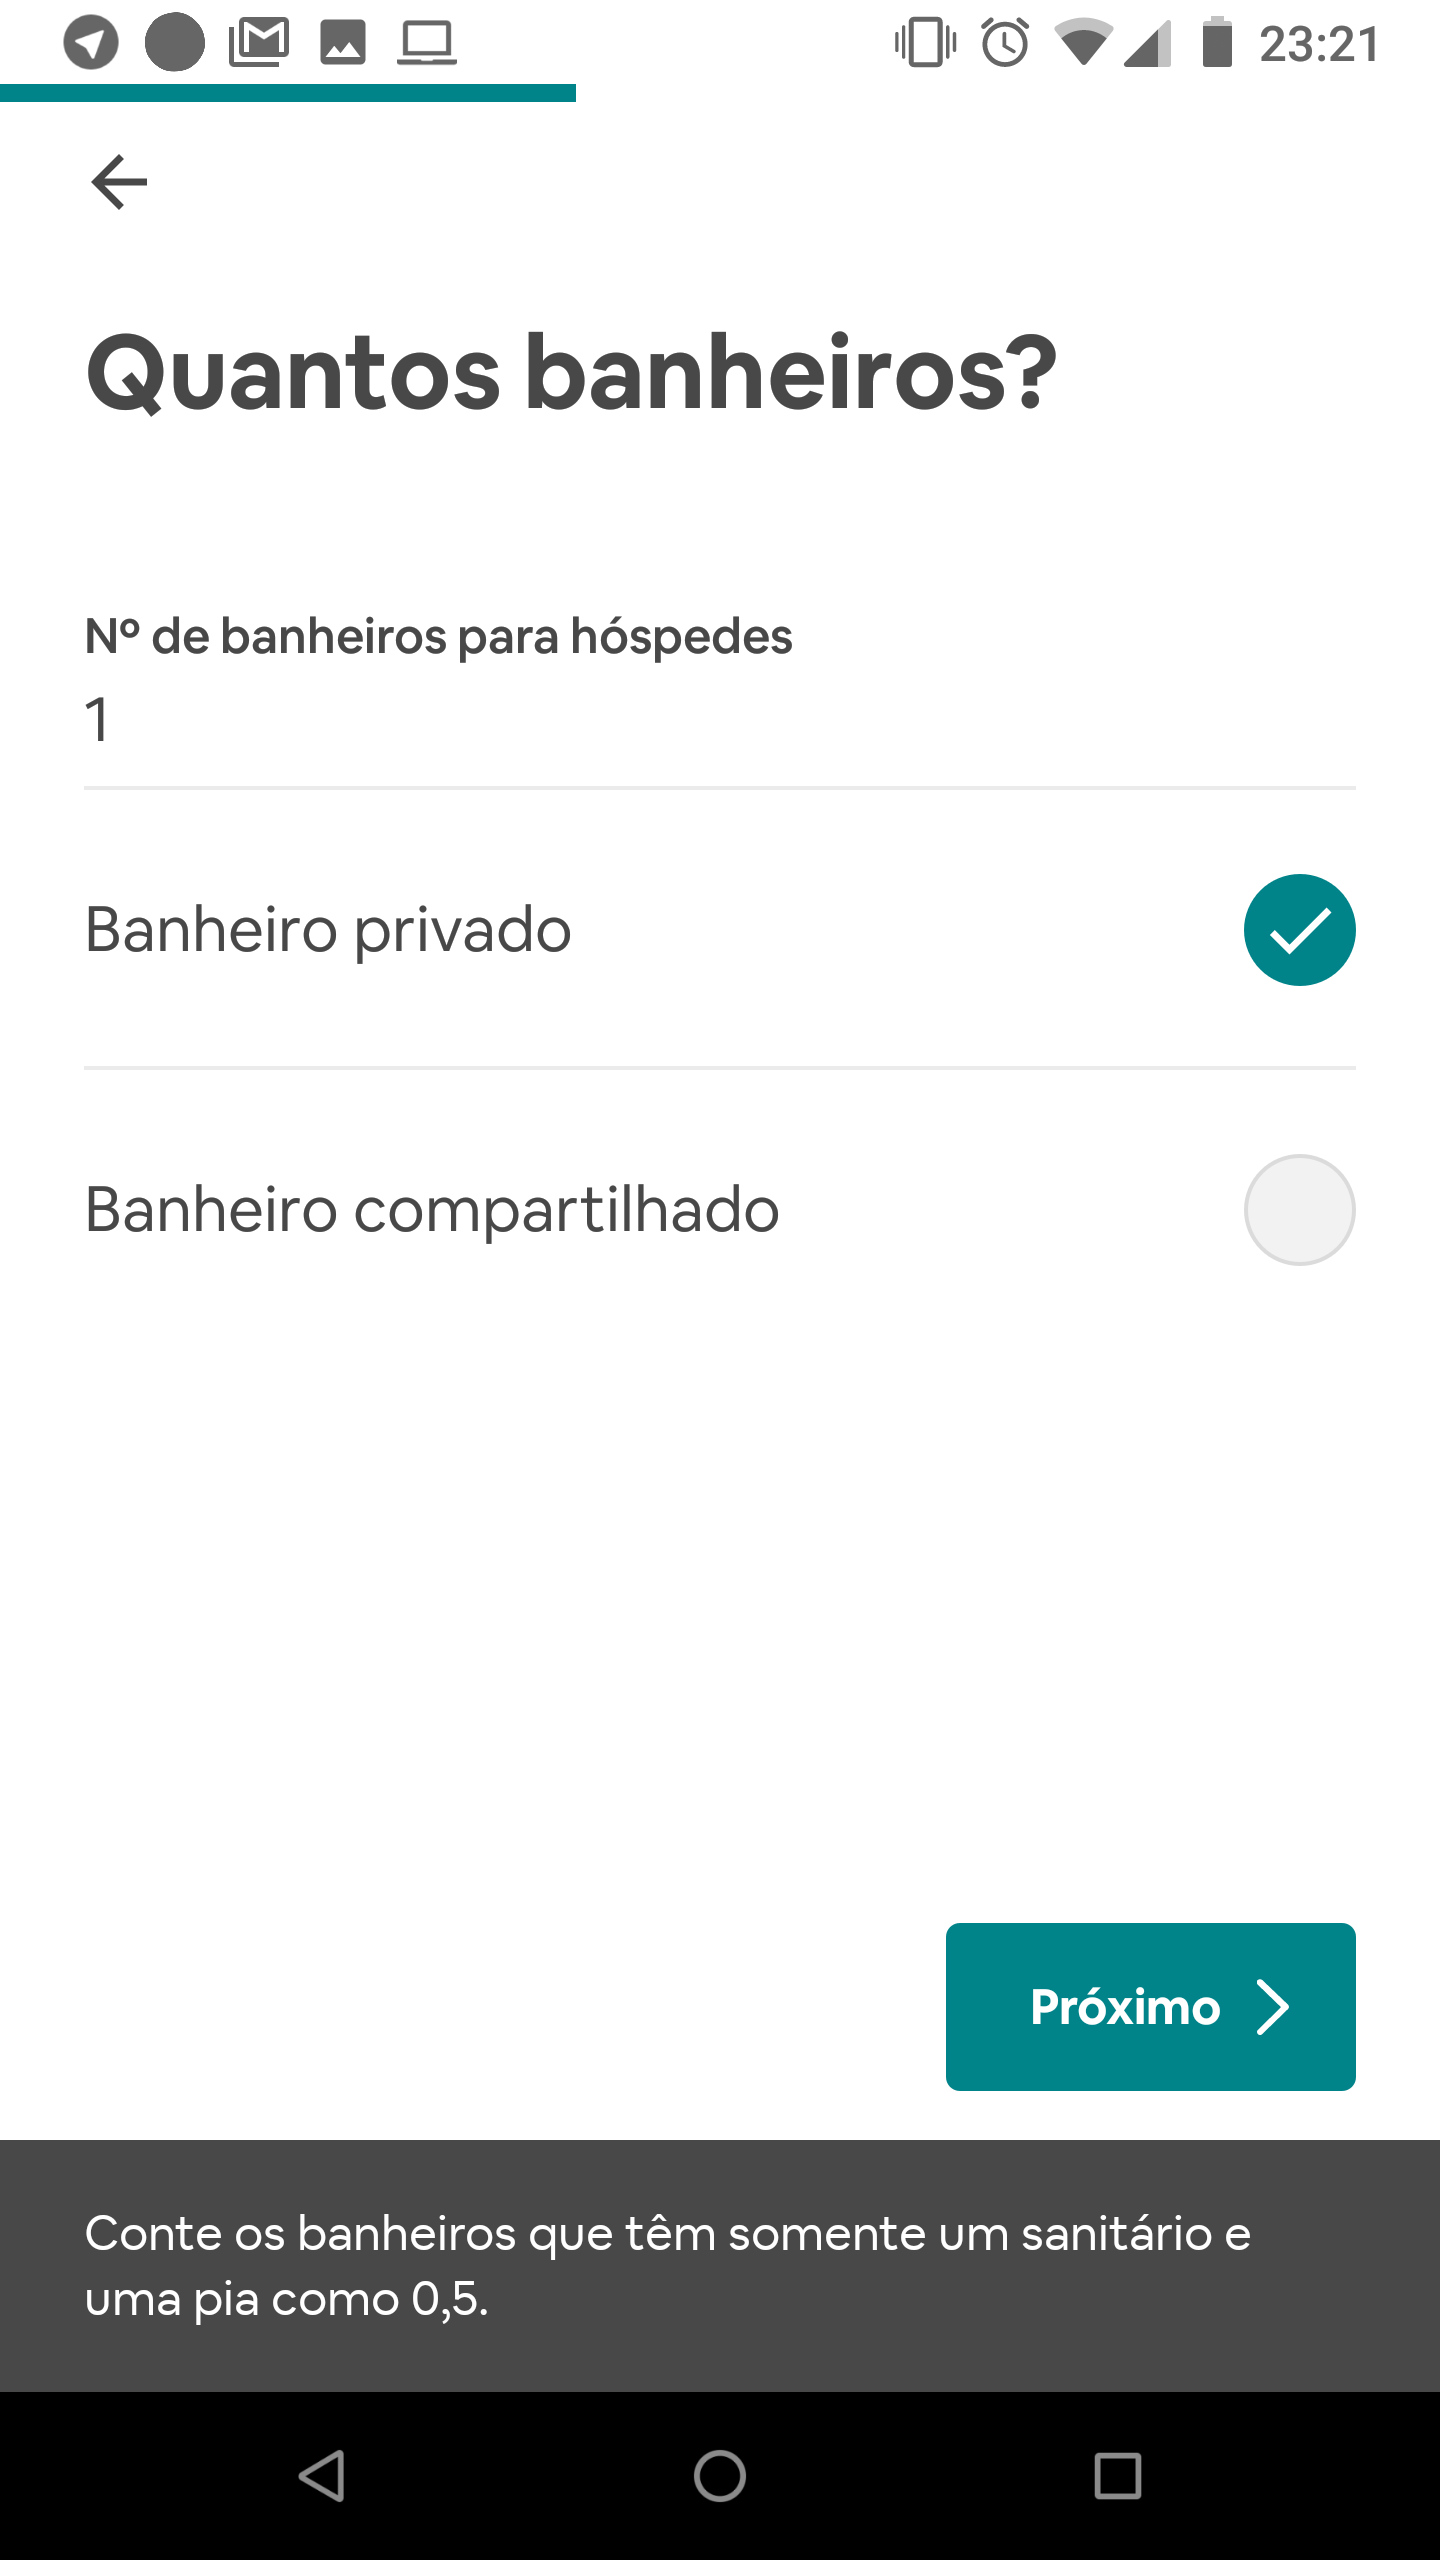 23:21
Quantos banheiros?
Nº de banheiros para hóspedes
1
Banheiro privado
Banheiro compartilhado
Próximo
Conte os banheiros que têm somente um sanitário e
uma pia como 0,5.